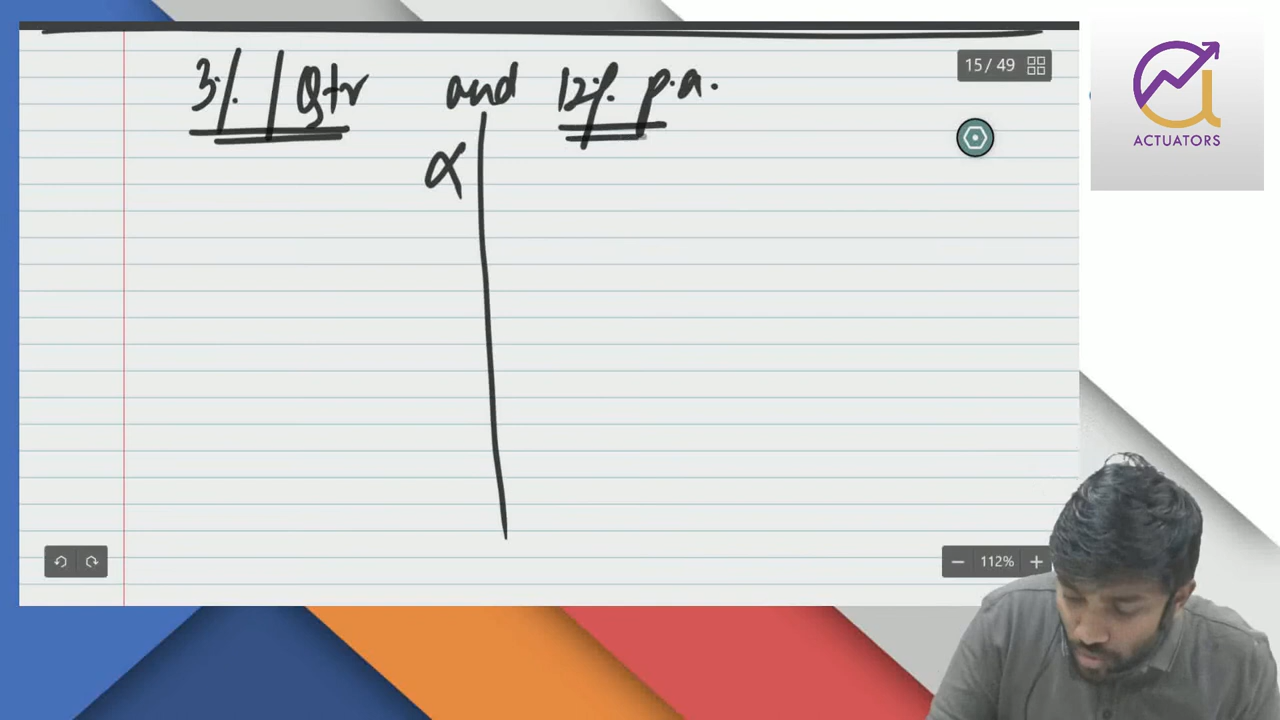 3% / Qtr and 12% p.a.
α
15 / 49
ACTUATORS
112%